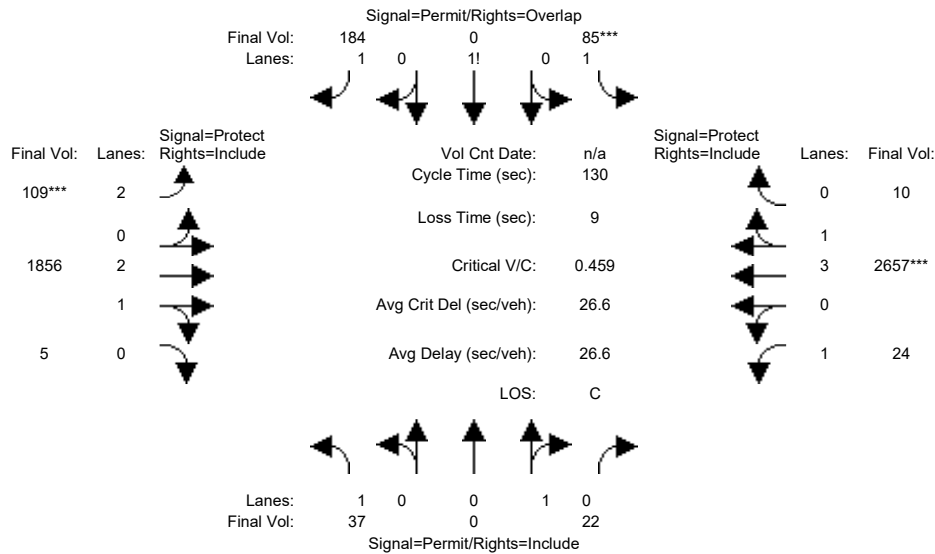 Signal=Permit/Rights=Overlap
Final Vol: 184 0 85***
Lanes: 1 0 1! 0 1
Signal=Protect Signal=Protect
Final Vol: Lanes: Rights=Include Vol Cnt Date: n/a Rights=Include Lanes: Final Vol:
Cycle Time (sec): 130
109*** 2 0 10
Loss Time (sec): 9
0 1
1856 2 Critical V/C: 0.459 3 2657***
1 Avg Crit Del (sec/veh): 26.6 0
5 0 Avg Delay (sec/veh): 26.6 1 24
LOS: C
Lanes: 1 0 0 1 0
Final Vol: 37 0 22
Signal=Permit/Rights=Include